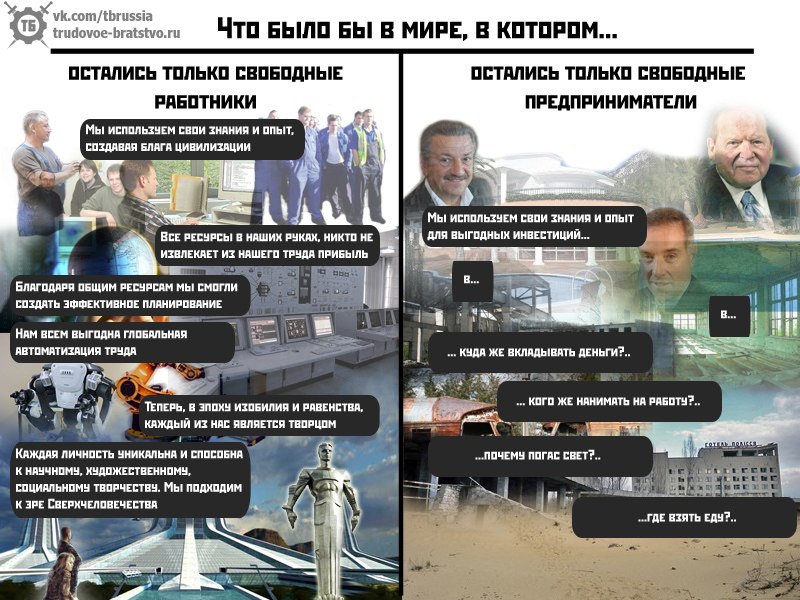 ТБ
vk.com/tbrussia
trudovoe-bratstvo.ru
Что было бы в мире, в котором...
остались только свободные
работники
Мы используем свои знания и опыт,
создавая блага цивилизации
Все ресурсы в наших руках, никто не
извлекает из нашего труда прибыль
Благодаря общим ресурсам мы смогли
создать эффективное планирование
Нам всем выгодна глобальная
автоматизация труда
Теперь, в эпоху изобилия и равенства,
каждый из нас является творцом
Каждая личность уникальна и способна
к научному, художественному,
социальному творчеству. Мы подходим
к эре Сверхчеловечества
остались только свободные
предприниматели
Мы используем свои знания и опыт
для выгодных инвестиций...
в...
в...
... куда же вкладывать деньги?..
... кого же нанимать на работу?..
...почему погас свет?..
готель полісся
...где взять еду?..